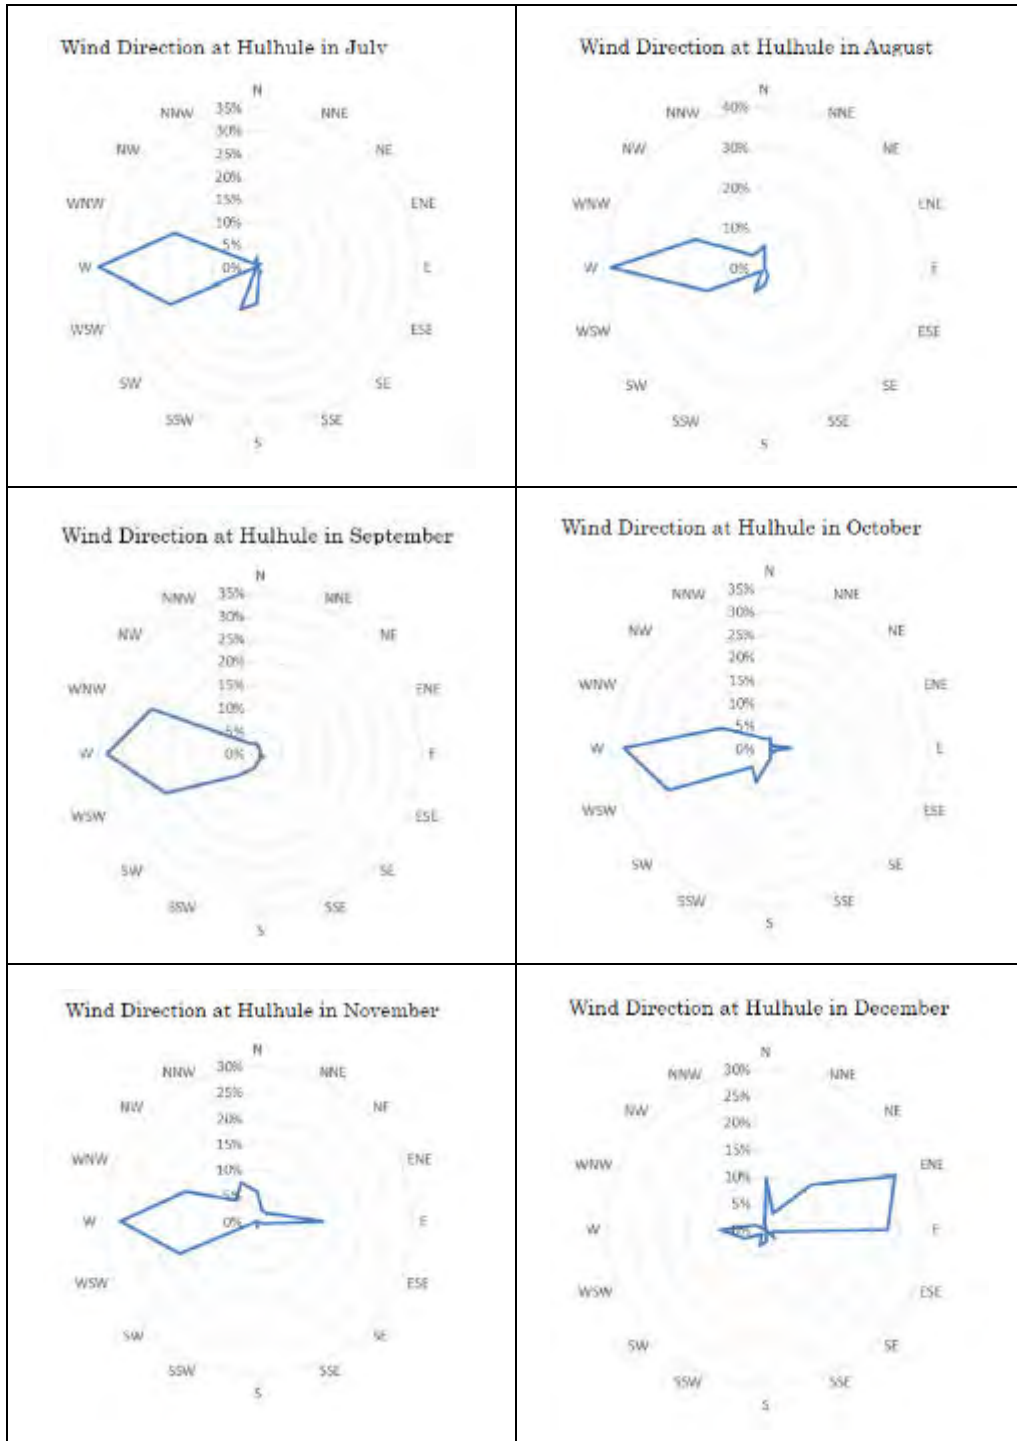 Wind Direction at Hulhule in July
N
35%
NNW
NNE
30%
25%
NW
NE
20%
15%
WNW
ENE
10%
5%
W
0%
E
WSW
ESE
SW
SE
SSW
SSE
S
Wind Direction at Hulhule in August
N
40%
NNW
NNE
30%
NW
NE
20%
WNW
ENE
10%
W
0%
E
WSW
ESE
SW
SE
SSW
SSE
S
Wind Direction at Hulhule in September
N
35%
NNW
NNE
30%
25%
NW
NE
20%
15%
WNW
ENE
10%
5%
W
0%
E
WSW
ESE
SW
SE
SSW
SSE
S
Wind Direction at Hulhule in October
N
35%
NNW
NNE
30%
25%
NW
NE
20%
15%
WNW
ENE
10%
5%
W
0%
E
WSW
ESE
SW
SE
SSW
SSE
S
Wind Direction at Hulhule in November
N
30%
NNW
NNE
25%
NW
NE
20%
15%
WNW
ENE
10%
5%
W
0%
E
WSW
ESE
SW
SE
SSW
SSE
S
Wind Direction at Hulhule in December
N
30%
NNW
NNE
25%
NW
NE
20%
15%
WNW
ENE
10%
5%
W
0%
E
WSW
ESE
SW
SE
SSW
SSE
S